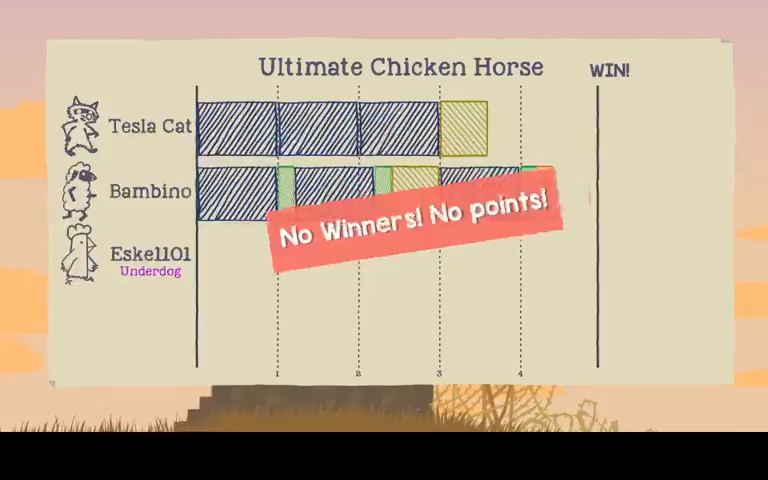 Ultimate Chicken Horse
WIN!
Tesla Cat
Bambino
No Winners! No points!
Eskel101
Underdog
1 2 3 4